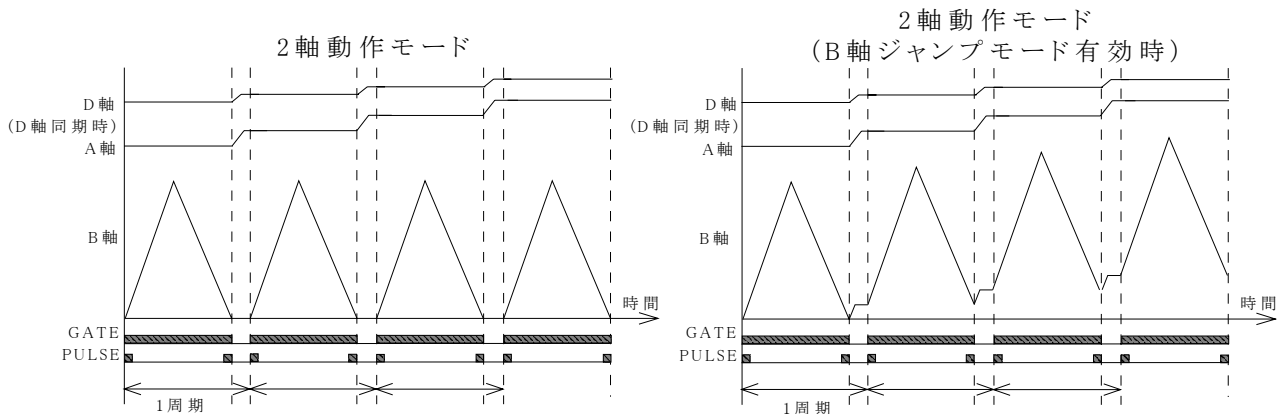 2軸動作モード
D軸
(D軸同期時)
A軸
B軸
時間
GATE
PULSE
1周期
2軸動作モード
(B軸ジャンプモード有効時)
D軸
(D軸同期時)
A軸
B軸
時間
GATE
PULSE
1周期